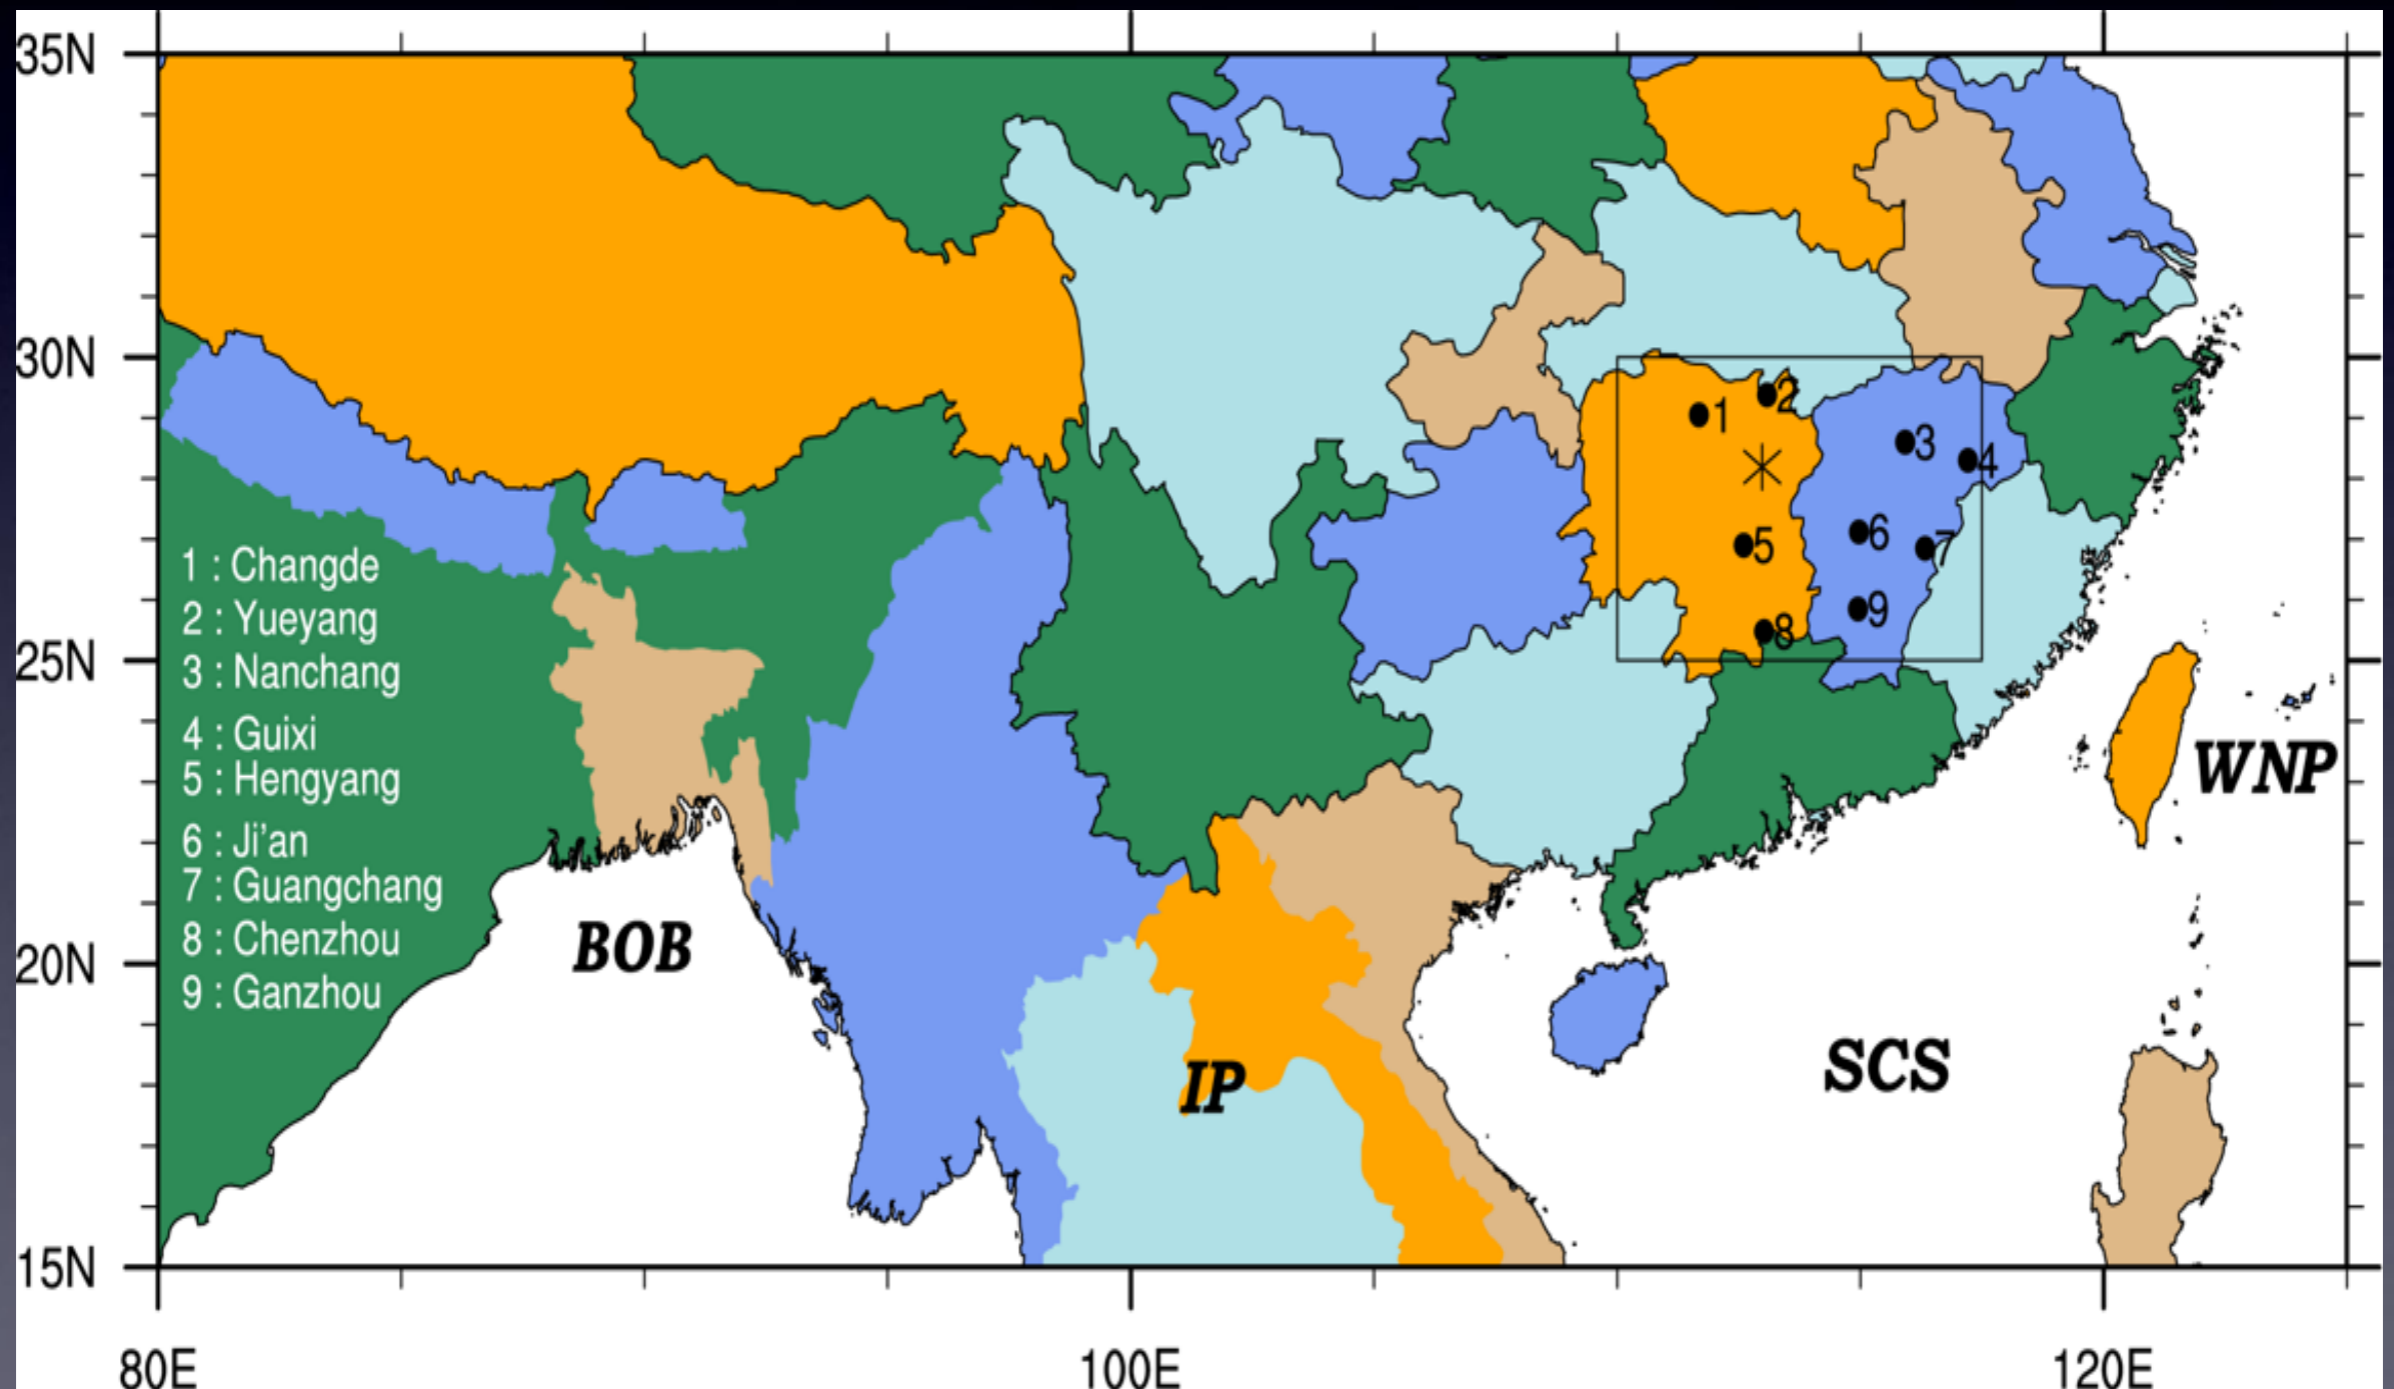 35N
30N
25N
20N
15N
80E
100E
120E
1 : Changde
2 : Yueyang
3 : Nanchang
4 : Guixi
5 : Hengyang
6 : Ji'an
7 : Guangchang
8 : Chenzhou
9 : Ganzhou
1
2
3
4
5
6
7
8
9
BOB
IP
SCS
WNP